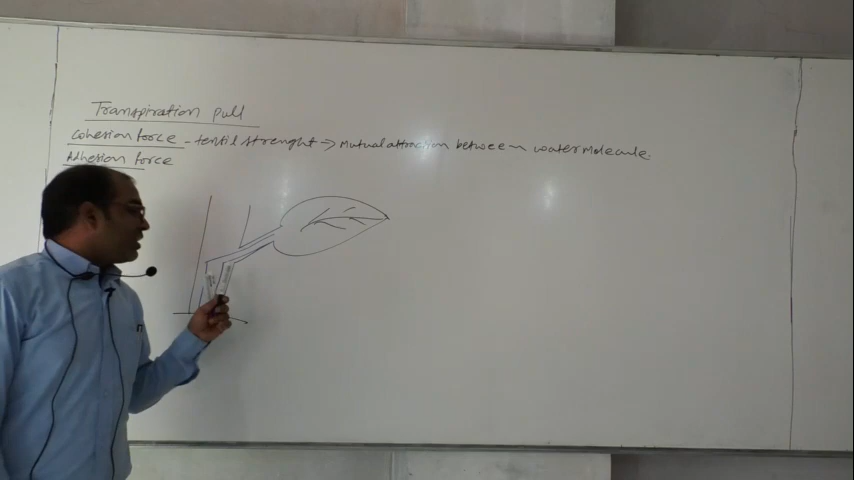 Transpiration pull
Cohesion force - tentil strenght → Mutual attraction between water molecule.
Adhesion force